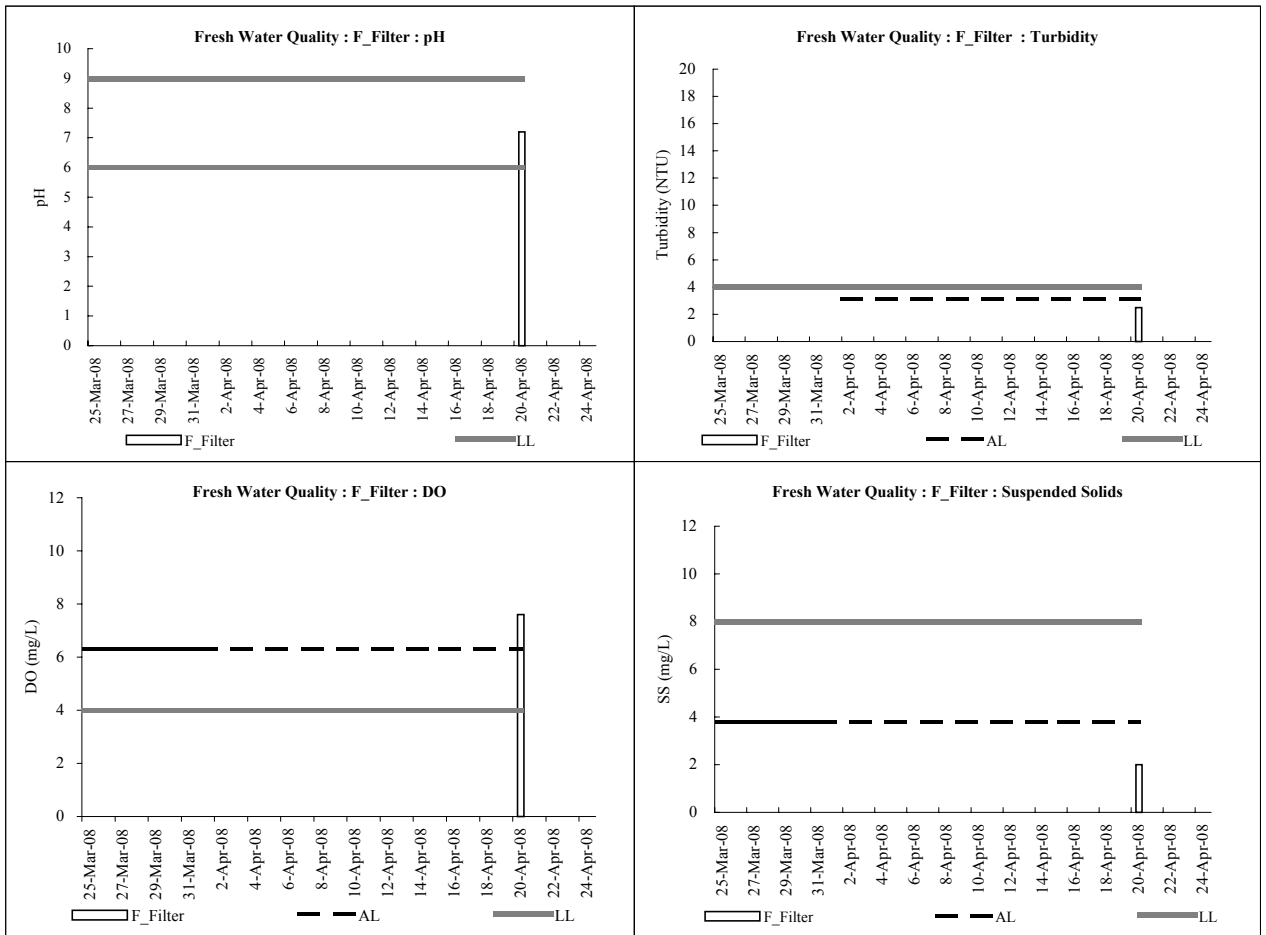 Fresh Water Quality : F_Filter : pH
10
9
8
7
6
5
4
3
2
1
0
pH
25-Mar-08
27-Mar-08
29-Mar-08
31-Mar-08
2-Apr-08
4-Apr-08
6-Apr-08
8-Apr-08
10-Apr-08
12-Apr-08
14-Apr-08
16-Apr-08
18-Apr-08
20-Apr-08
22-Apr-08
24-Apr-08
F_Filter LL
Fresh Water Quality : F_Filter : Turbidity
20
18
16
14
12
10
8
6
4
2
0
Turbidity (NTU)
25-Mar-08
27-Mar-08
29-Mar-08
31-Mar-08
2-Apr-08
4-Apr-08
6-Apr-08
8-Apr-08
10-Apr-08
12-Apr-08
14-Apr-08
16-Apr-08
18-Apr-08
20-Apr-08
22-Apr-08
24-Apr-08
F_Filter AL LL
Fresh Water Quality : F_Filter : DO
12
10
8
6
4
2
0
DO (mg/L)
25-Mar-08
27-Mar-08
29-Mar-08
31-Mar-08
2-Apr-08
4-Apr-08
6-Apr-08
8-Apr-08
10-Apr-08
12-Apr-08
14-Apr-08
16-Apr-08
18-Apr-08
20-Apr-08
22-Apr-08
24-Apr-08
F_Filter AL LL
Fresh Water Quality : F_Filter : Suspended Solids
12
10
8
6
4
2
0
SS (mg/L)
25-Mar-08
27-Mar-08
29-Mar-08
31-Mar-08
2-Apr-08
4-Apr-08
6-Apr-08
8-Apr-08
10-Apr-08
12-Apr-08
14-Apr-08
16-Apr-08
18-Apr-08
20-Apr-08
22-Apr-08
24-Apr-08
F_Filter AL LL